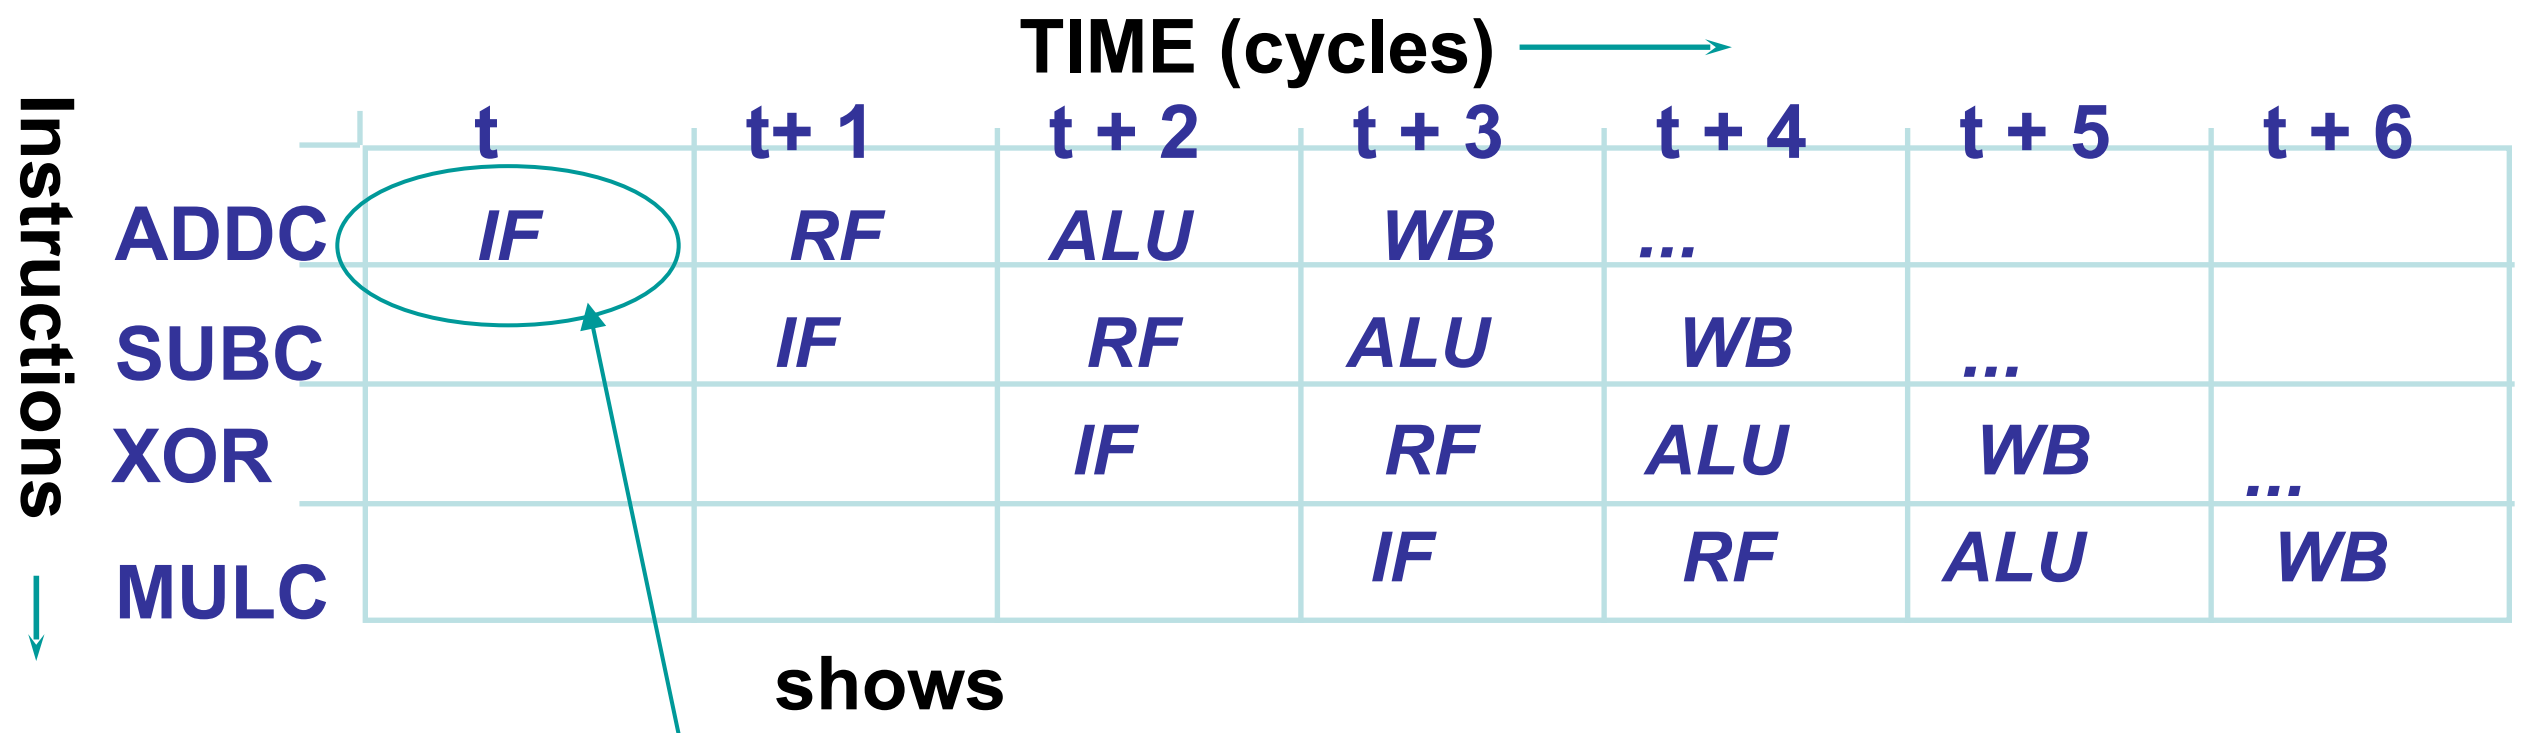 TIME (cycles)
Instructions
t t+ 1 t + 2 t + 3 t + 4 t + 5 t + 6
ADDC IF RF ALU WB ...
SUBC IF RF ALU WB ...
XOR IF RF ALU WB ...
MULC IF RF ALU WB
shows